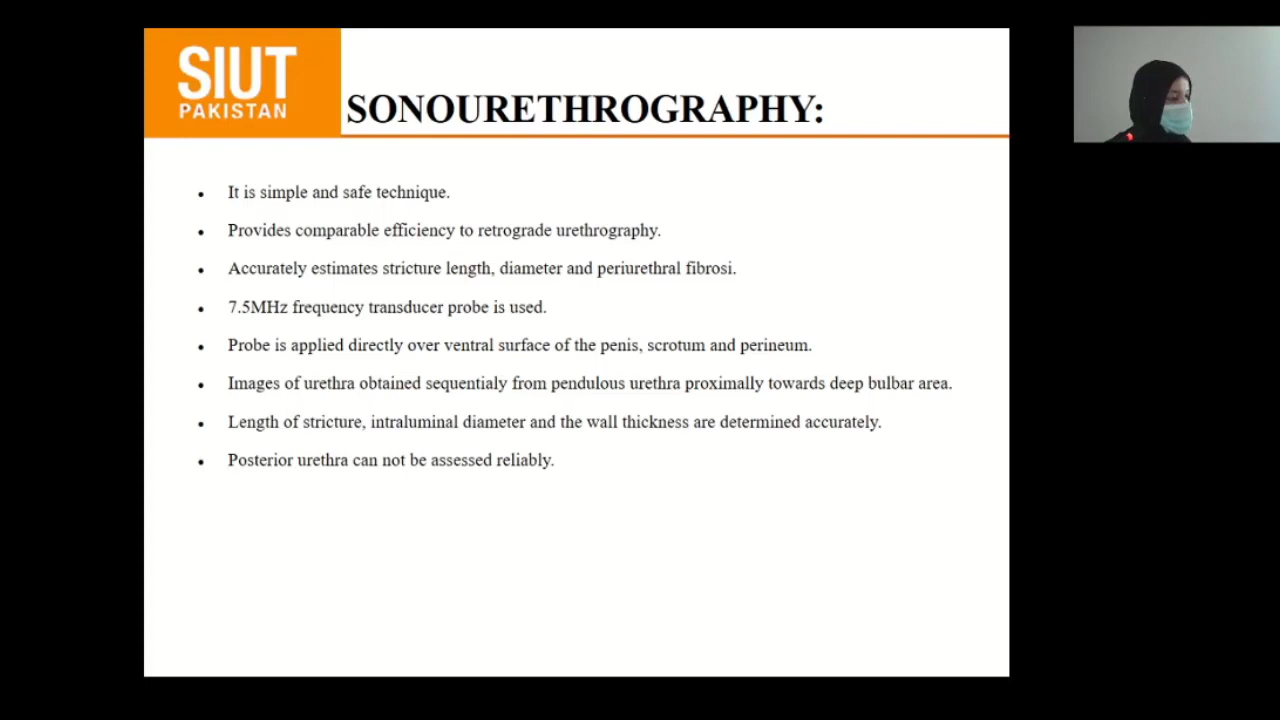 SIUT
PAKISTAN
SONOURETHROGRAPHY:
• It is simple and safe technique.
• Provides comparable efficiency to retrograde urethrography.
• Accurately estimates stricture length, diameter and periurethral fibrosi.
• 7.5MHz frequency transducer probe is used.
• Probe is applied directly over ventral surface of the penis, scrotum and perineum.
• Images of urethra obtained sequentialy from pendulous urethra proximally towards deep bulbar area.
• Length of stricture, intraluminal diameter and the wall thickness are determined accurately.
• Posterior urethra can not be assessed reliably.